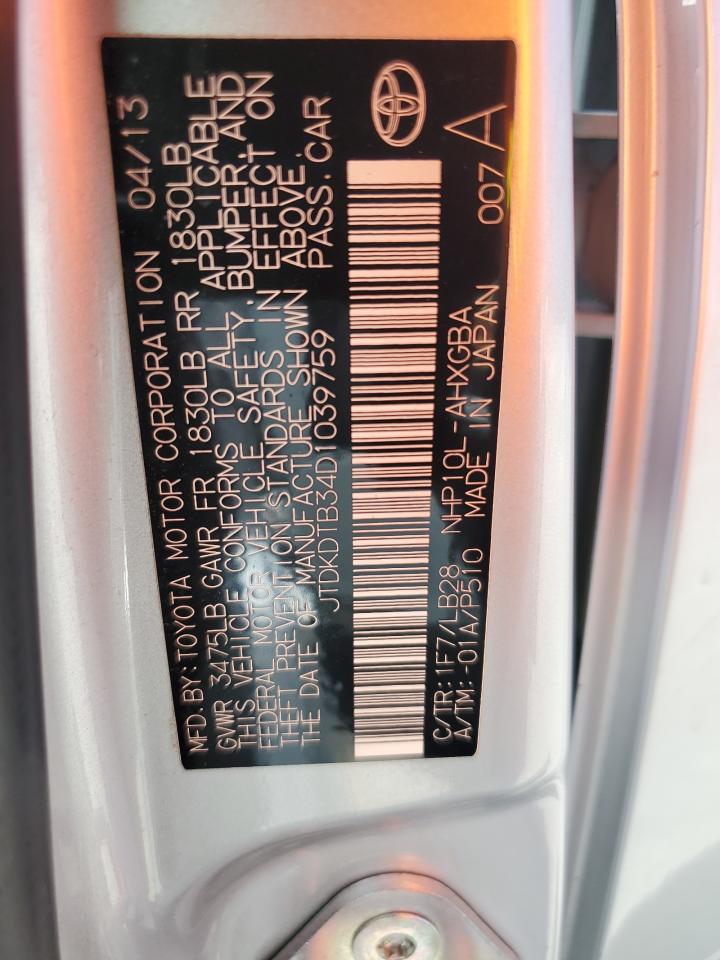 MFD BY:TOYOTA MOTOR CORPORATION 04/13
GVWR 3475LB GAWR FR 1830LB RR 1830LB
THIS VEHICLE CONFORMS TO ALL APPLICABLE
FEDERAL MOTOR VEHICLE SAFETY,BUMPER,AND
THEFT PREVENTION STANDARDS IN EFFECT ON
THE DATE OF MANUFACTURE SHOWN ABOVE.
JTDKDTB34D1039759 PASS.CAR
C/TR:1F7/LB28 NHP10L-AHXGBA
A/TM:-01A/P510 MADE IN JAPAN 007 A